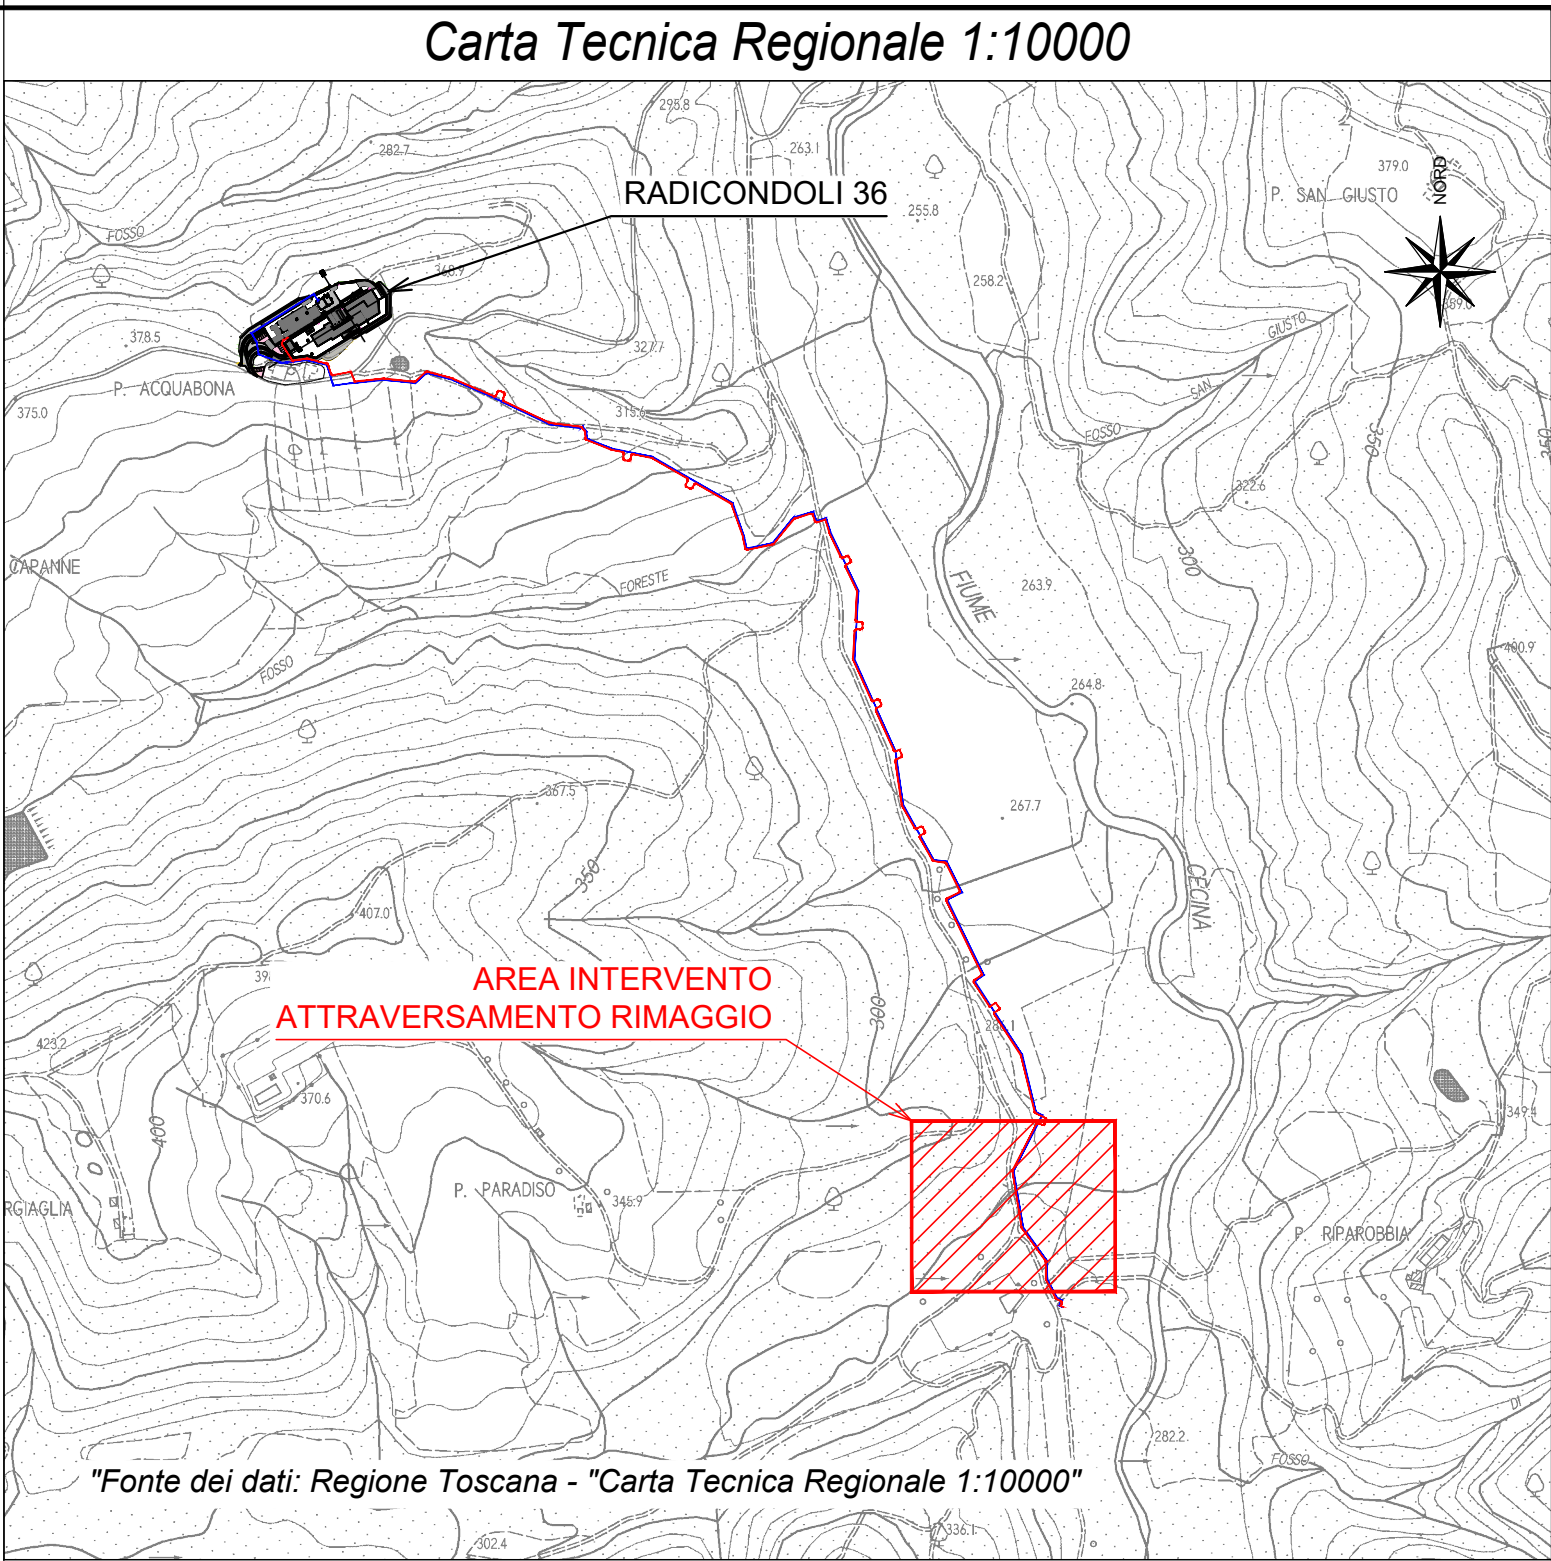 Carta Tecnica Regionale 1:10000
295.8
263.1
282.7
379.0
NORD
P. SAN GIUSTO
RADICONDOLI 36
255.8
FOSSO
368.9
258.2
GIUSTO
378.5
327.7
P. ACQUABONA
SAN
375.0
315.6
FOSSO
350
350
322.6
300
CAPANNE
FORESTE
FIUME
263.9
FOSSO
400.9
264.8
367.5
267.7
350
CECINA
407.0
AREA INTERVENTO
ATTRAVERSAMENTO RIMAGGIO
300
423.2
370.6
349.4
400
P. PARADISO
345.9
RGIAGLIA
P. RIPAROBBIA
DI
282.2
FOSSO
"Fonte dei dati: Regione Toscana - "Carta Tecnica Regionale 1:10000"
336.1
302.4